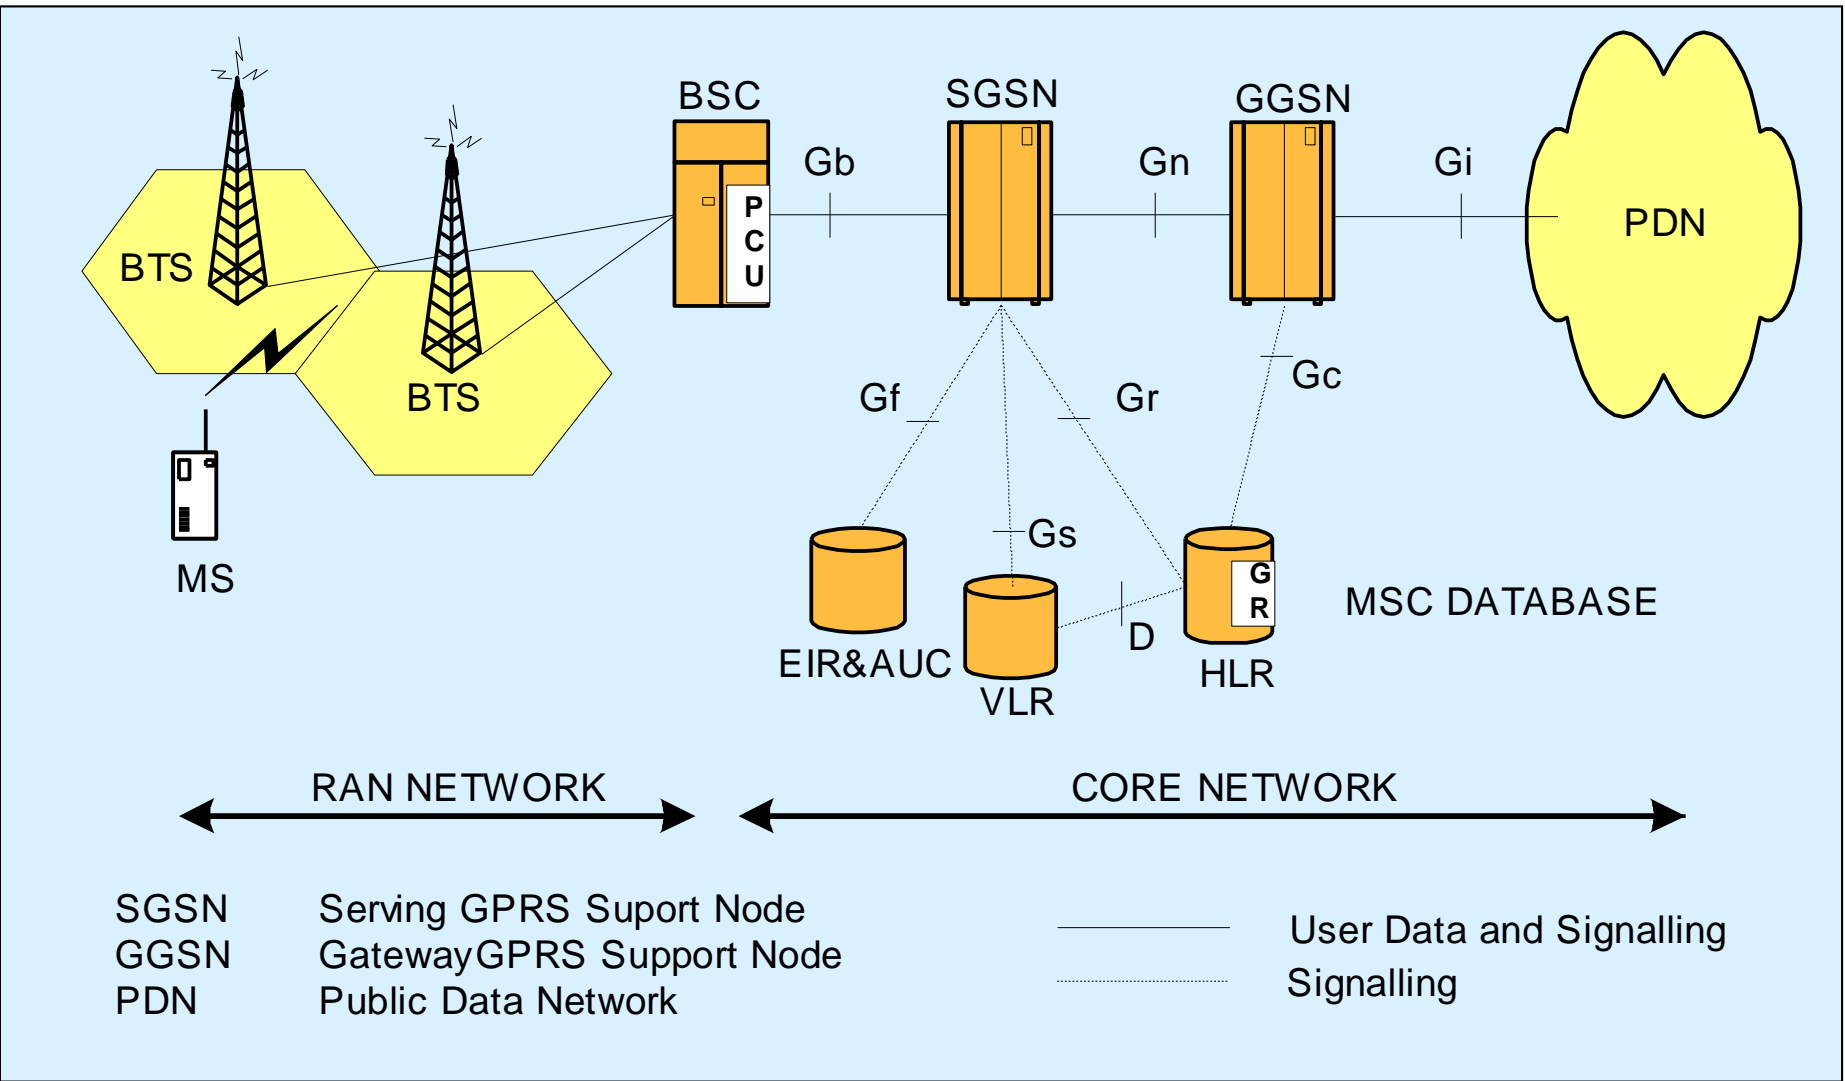 BSC
SGSN
GGSN
Gb
Gn
Gi
P
C
U
PDN
BTS
BTS
Gf
Gr
Gc
Gs
MS
G
R
D
MSC DATABASE
EIR&AUC
VLR
HLR
RAN NETWORK
CORE NETWORK
SGSN Serving GPRS Suport Node
GGSN GatewayGPRS Support Node
PDN Public Data Network
User Data and Signalling
Signalling